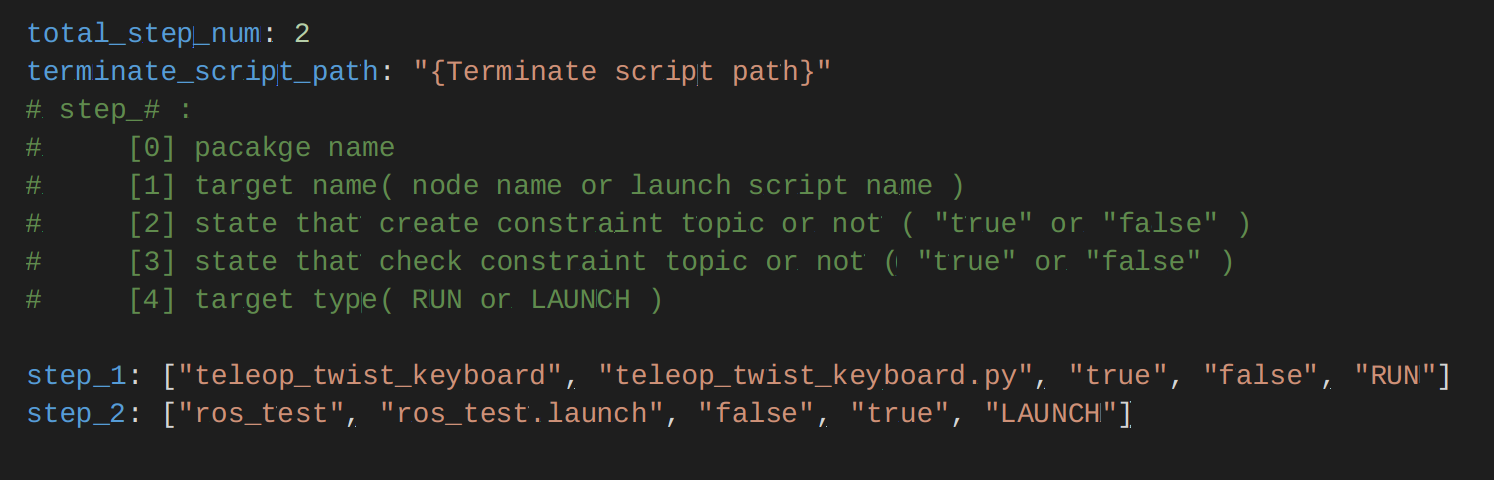 total_step_num: 2
terminate_script_path: "{Terminate script path}"
# step_# :
#     [0] pacakge name
#     [1] target name( node name or launch script name )
#     [2] state that create constraint topic or not ( "true" or "false" )
#     [3] state that check constraint topic or not ( "true" or "false" )
#     [4] target type( RUN or LAUNCH )
step_1: ["teleop_twist_keyboard", "teleop_twist_keyboard.py", "true", "false", "RUN"]
step_2: ["ros_test", "ros_test.launch", "false", "true", "LAUNCH"]